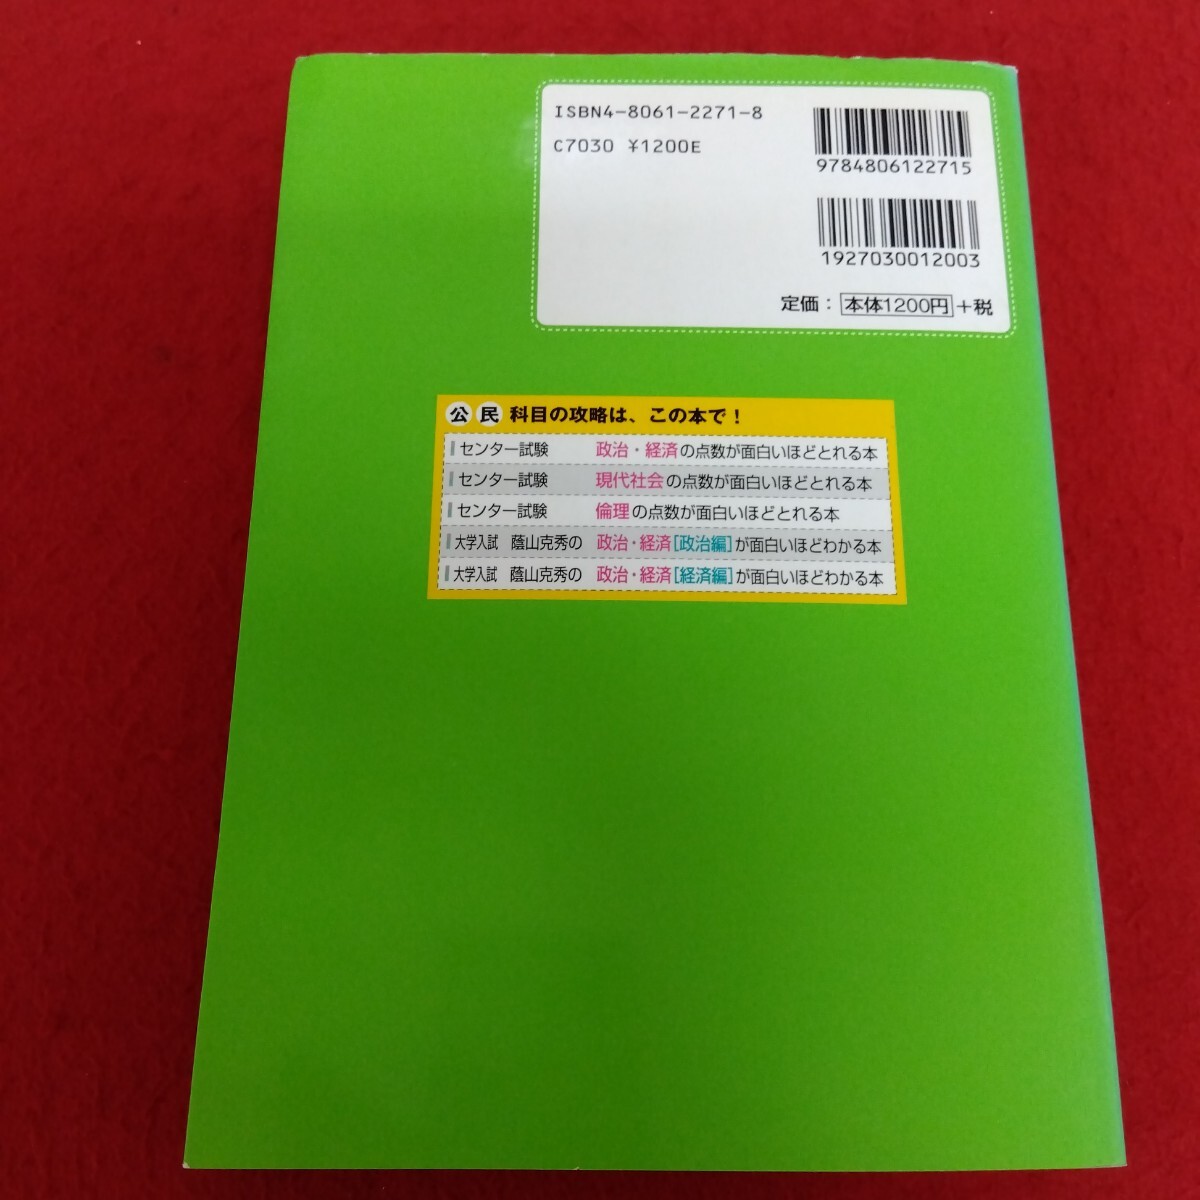 ISBN4-8061-2271-8
C7030 ¥1200E
9784806122715
1927030012003
定価：本体1200円+税
公民 科目の攻略は、この本で！
センター試験 政治・経済の点数が面白いほどとれる本
センター試験 現代社会の点数が面白いほどとれる本
センター試験 倫理の点数が面白いほどとれる本
大学入試 蔭山克秀の 政治・経済[政治編]が面白いほどわかる本
大学入試 蔭山克秀の 政治・経済[経済編]が面白いほどわかる本